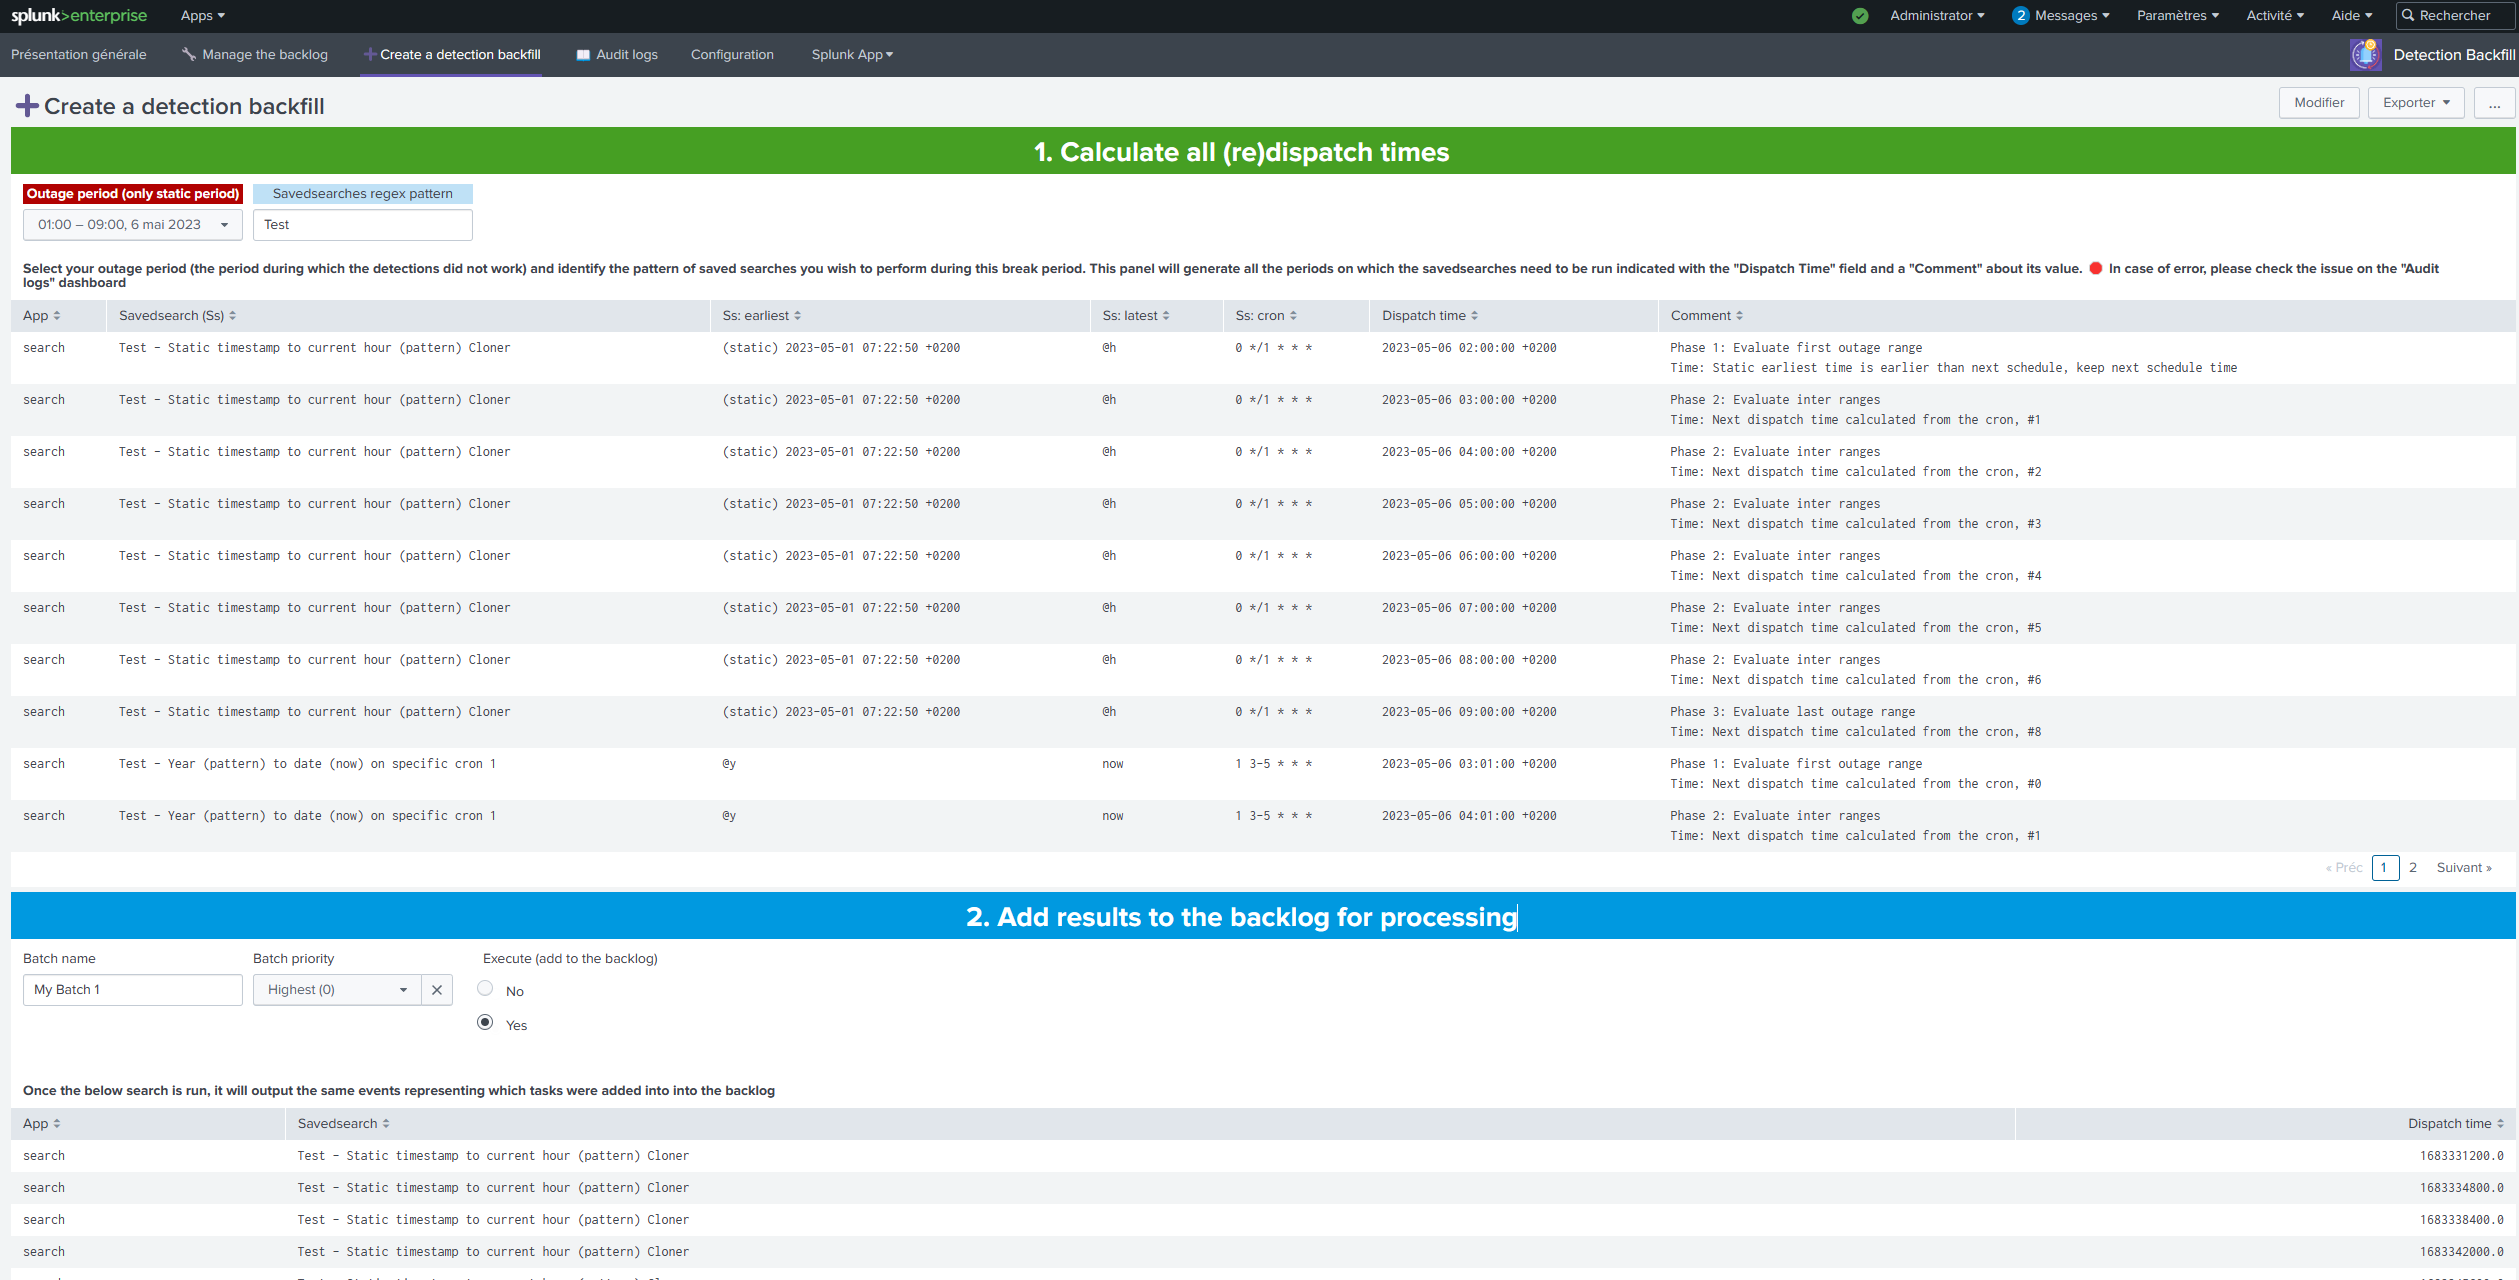 splunk>enterprise Apps Administrator 2 Messages Paramètres Activité Aide Rechercher
Présentation générale Manage the backlog Create a detection backfill Audit logs Configuration Splunk App Detection Backfill
Create a detection backfill Modifier Exporter ...
1. Calculate all (re)dispatch times
Outage period (only static period) Savedsearches regex pattern
01:00 – 09:00, 6 mai 2023 Test
Select your outage period (the period during which the detections did not work) and identify the pattern of saved searches you wish to perform during this break period. This panel will generate all the periods on which the savedsearches need to be run indicated with the "Dispatch Time" field and a "Comment" about its value. In case of error, please check the issue on the "Audit
logs" dashboard
App Savedsearch (Ss) Ss: earliest Ss: latest Ss: cron Dispatch time Comment
search Test - Static timestamp to current hour (pattern) Cloner (static) 2023-05-01 07:22:50 +0200 @h 0 */1 * * * 2023-05-06 02:00:00 +0200 Phase 1: Evaluate first outage range
Time: Static earliest time is earlier than next schedule, keep next schedule time
search Test - Static timestamp to current hour (pattern) Cloner (static) 2023-05-01 07:22:50 +0200 @h 0 */1 * * * 2023-05-06 03:00:00 +0200 Phase 2: Evaluate inter ranges
Time: Next dispatch time calculated from the cron, #1
search Test - Static timestamp to current hour (pattern) Cloner (static) 2023-05-01 07:22:50 +0200 @h 0 */1 * * * 2023-05-06 04:00:00 +0200 Phase 2: Evaluate inter ranges
Time: Next dispatch time calculated from the cron, #2
search Test - Static timestamp to current hour (pattern) Cloner (static) 2023-05-01 07:22:50 +0200 @h 0 */1 * * * 2023-05-06 05:00:00 +0200 Phase 2: Evaluate inter ranges
Time: Next dispatch time calculated from the cron, #3
search Test - Static timestamp to current hour (pattern) Cloner (static) 2023-05-01 07:22:50 +0200 @h 0 */1 * * * 2023-05-06 06:00:00 +0200 Phase 2: Evaluate inter ranges
Time: Next dispatch time calculated from the cron, #4
search Test - Static timestamp to current hour (pattern) Cloner (static) 2023-05-01 07:22:50 +0200 @h 0 */1 * * * 2023-05-06 07:00:00 +0200 Phase 2: Evaluate inter ranges
Time: Next dispatch time calculated from the cron, #5
search Test - Static timestamp to current hour (pattern) Cloner (static) 2023-05-01 07:22:50 +0200 @h 0 */1 * * * 2023-05-06 08:00:00 +0200 Phase 2: Evaluate inter ranges
Time: Next dispatch time calculated from the cron, #6
search Test - Static timestamp to current hour (pattern) Cloner (static) 2023-05-01 07:22:50 +0200 @h 0 */1 * * * 2023-05-06 09:00:00 +0200 Phase 3: Evaluate last outage range
Time: Next dispatch time calculated from the cron, #8
search Test - Year (pattern) to date (now) on specific cron 1 @y now 1 3-5 * * * 2023-05-06 03:01:00 +0200 Phase 1: Evaluate first outage range
Time: Next dispatch time calculated from the cron, #0
search Test - Year (pattern) to date (now) on specific cron 1 @y now 1 3-5 * * * 2023-05-06 04:01:00 +0200 Phase 2: Evaluate inter ranges
Time: Next dispatch time calculated from the cron, #1
« Préc 1 2 Suivant »
2. Add results to the backlog for processing
Batch name Batch priority Execute (add to the backlog)
My Batch 1 Highest (0) No
Yes
Once the below search is run, it will output the same events representing which tasks were added into into the backlog
App Savedsearch Dispatch time
search Test - Static timestamp to current hour (pattern) Cloner 1683331200.0
search Test - Static timestamp to current hour (pattern) Cloner 1683334800.0
search Test - Static timestamp to current hour (pattern) Cloner 1683338400.0
search Test - Static timestamp to current hour (pattern) Cloner 1683342000.0